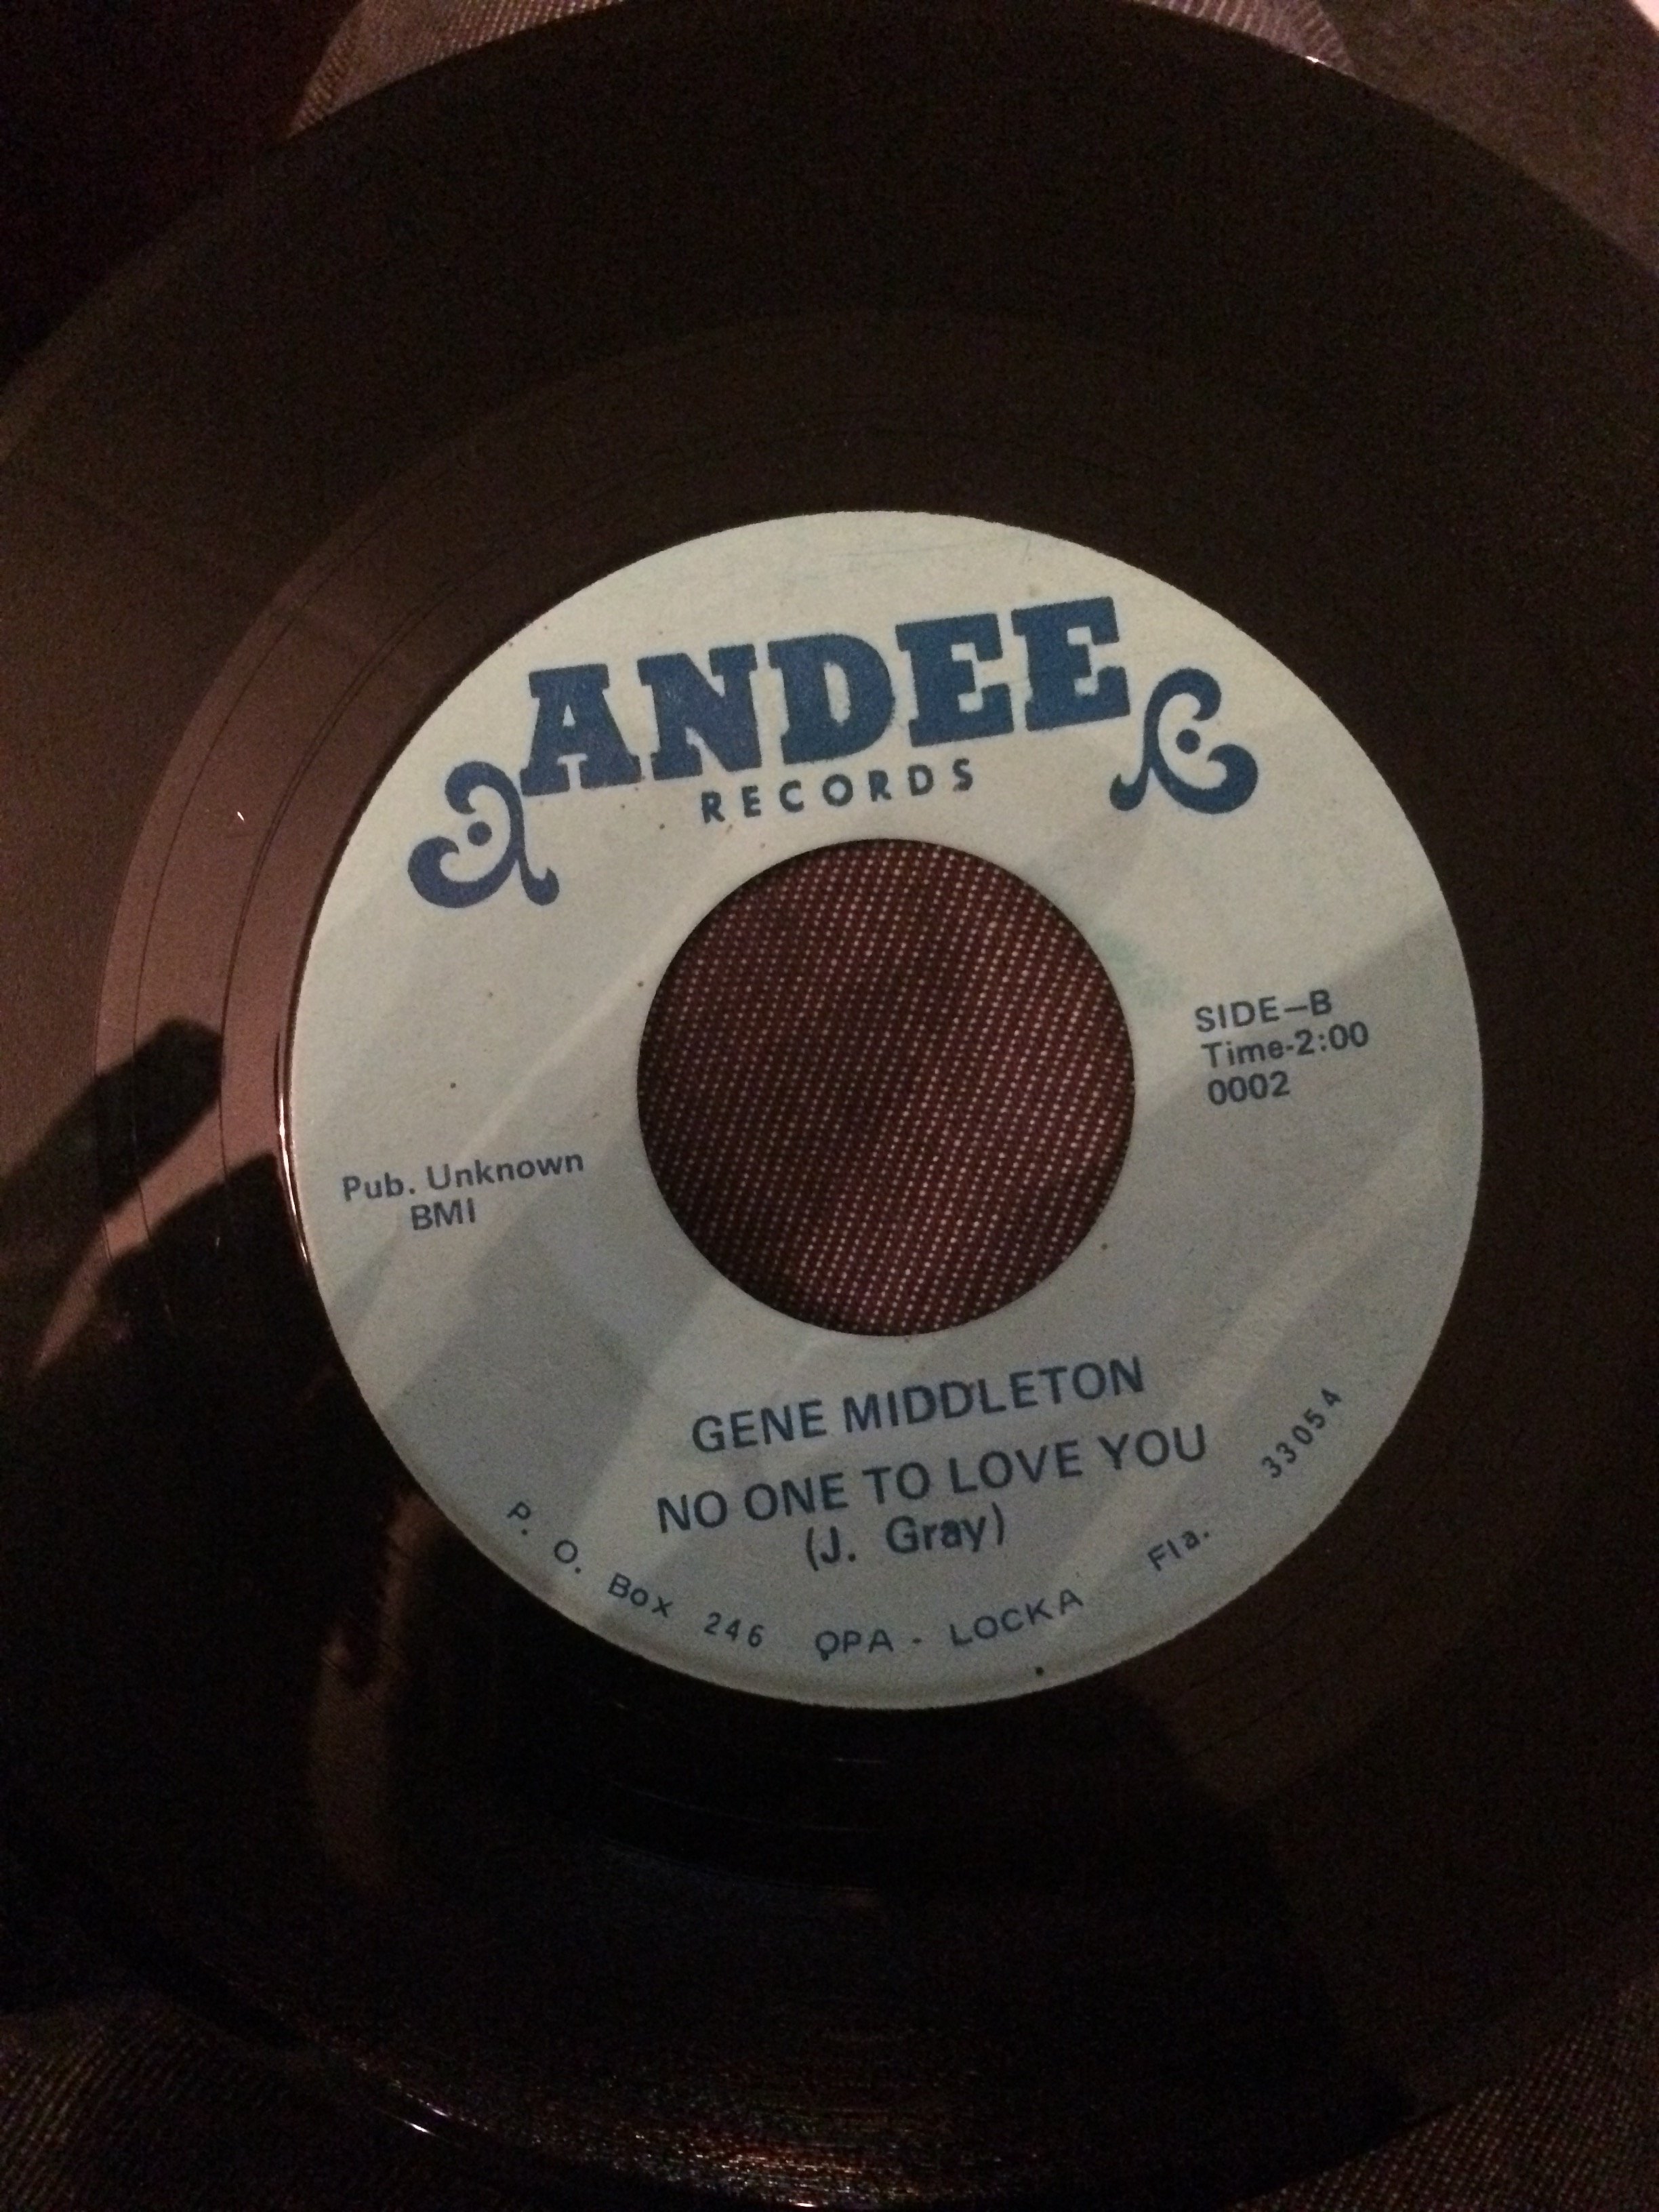 ANDEE
RECORDS
SIDE-B
Time-2:00
0002
Pub. Unknown
BMI
GENE MIDDLETON
NO ONE TO LOVE YOU
(J. Gray)
P. O. Box 246 OPA - LOCKA Fla. 33054